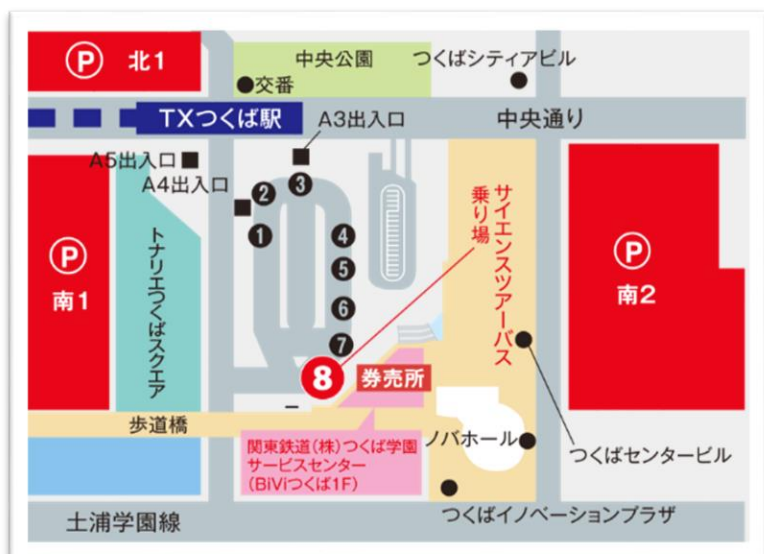 P 北1
中央公園
つくばシティアビル
交番
TXつくば駅
A3出入口
中央通り
A5出入口
A4出入口
2
3
1
4
5
6
7
8
サイエンスツアーバス
乗り場
P
南1
トナリエつくばスクエア
P
南2
券売所
歩道橋
関東鉄道(株)つくば学園
サービスセンター
(BiViつくば1F)
ノバホール
つくばセンタービル
つくばイノベーションプラザ
土浦学園線